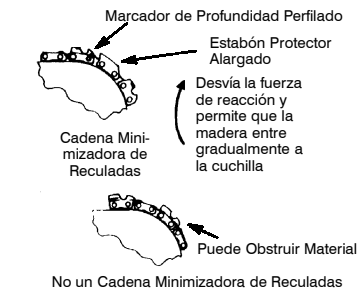 Marcador de Profundidad Perfilado
Estabón Protector
Alargado
Desvía la fuerza
de reacción y
permite que la
madera entre
gradualmente a
la cuchilla
Cadena Mini-
mizadora de
Reculadas
Puede Obstruir Material
No un Cadena Minimizadora de Reculadas